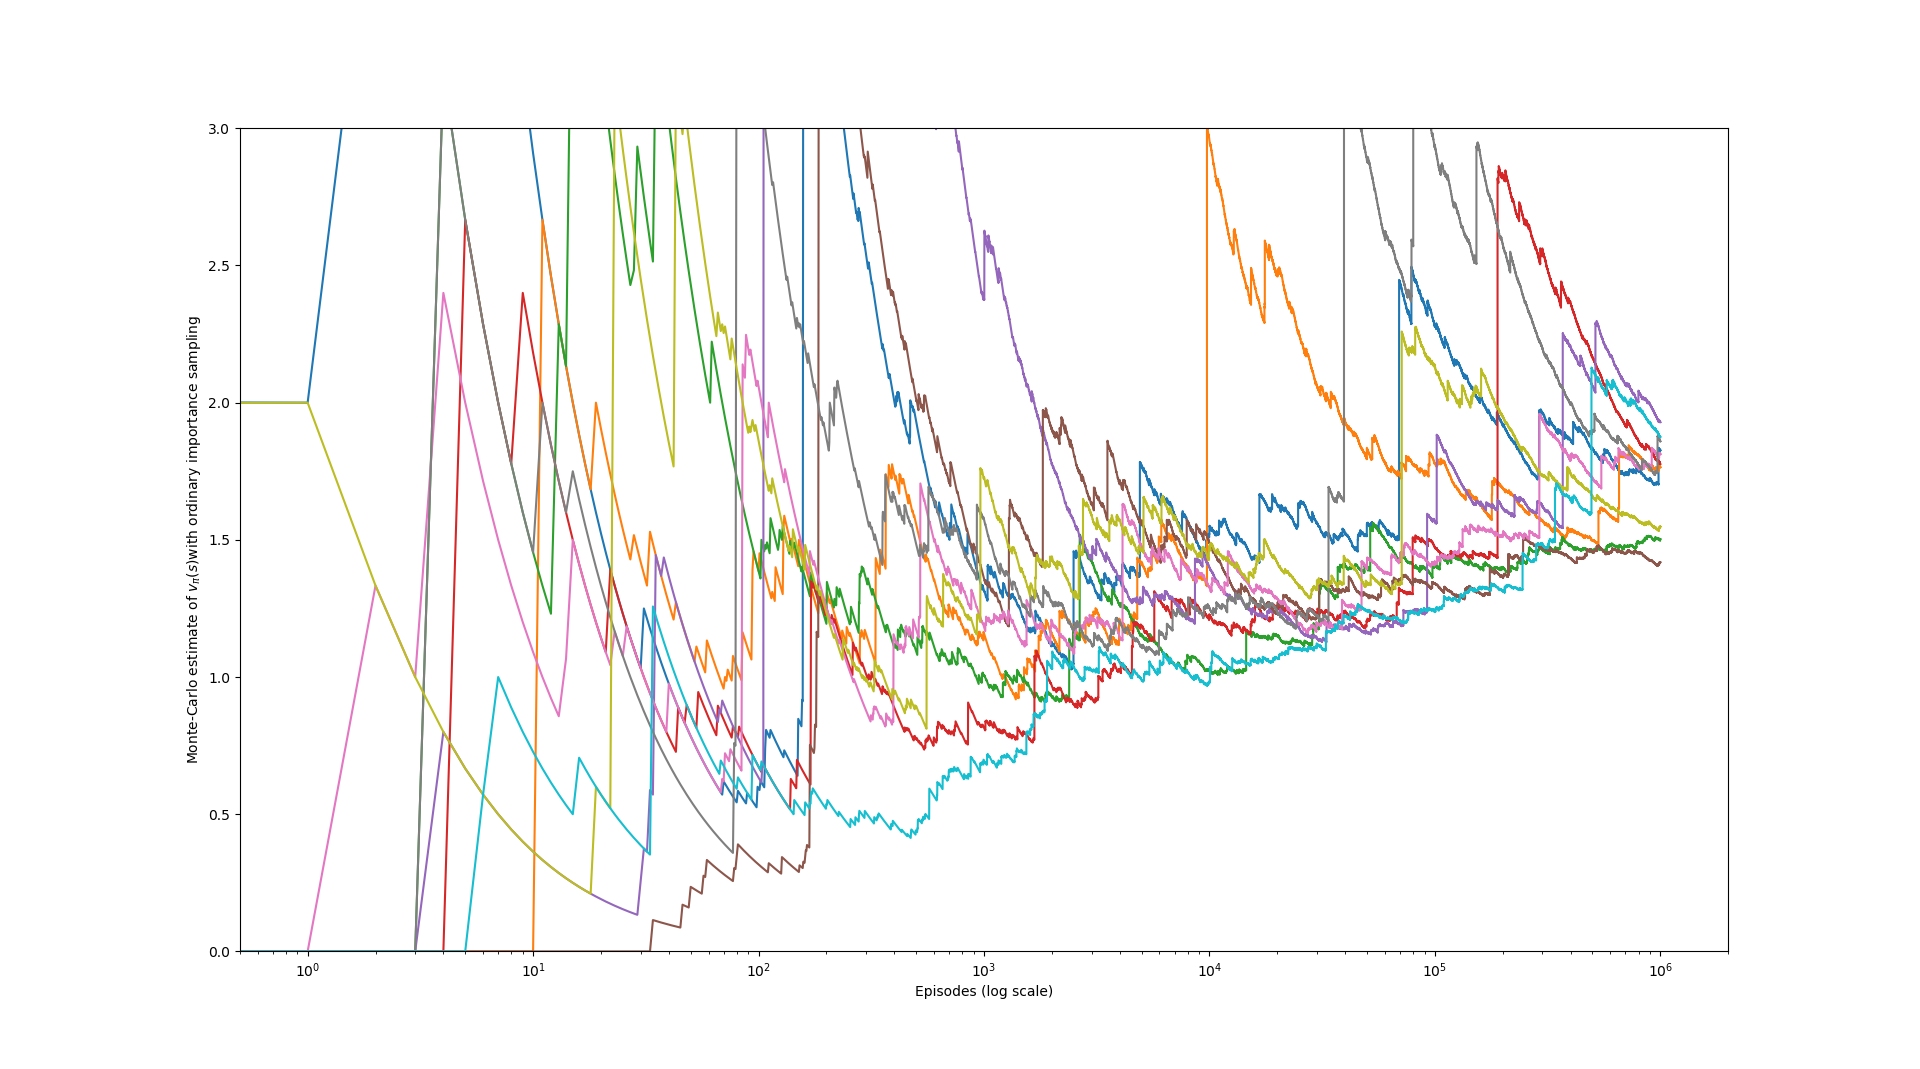 3.0
2.5
2.0
1.5
1.0
0.5
0.0
Monte-Carlo estimate of vπ(s)with ordinary importance sampling
10⁰ 10¹ 10² 10³ 10⁴ 10⁵ 10⁶
Episodes (log scale)